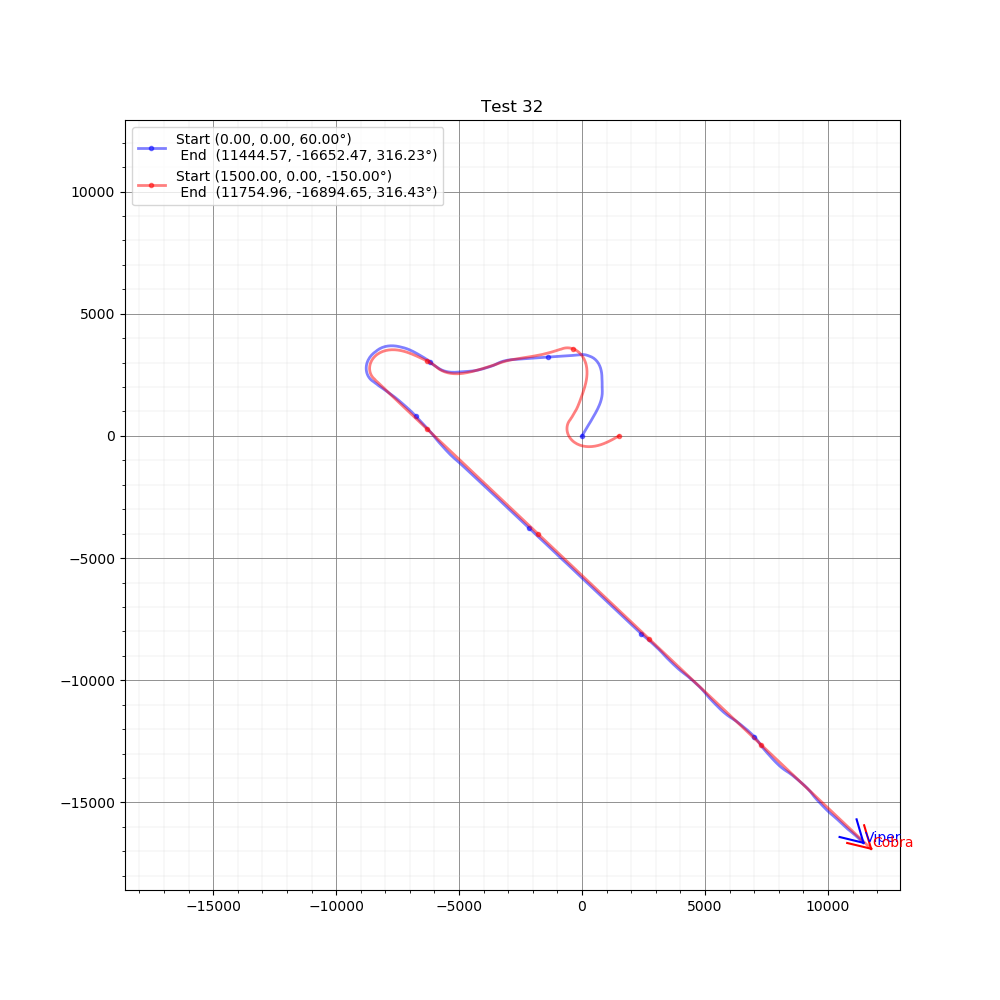 Test 32
Start (0.00, 0.00, 60.00°)
End (11444.57, -16652.47, 316.23°)
Start (1500.00, 0.00, -150.00°)
End (11754.96, -16894.65, 316.43°)
10000
5000
0
−5000
−10000
−15000
Viper
Cobra
−15000 −10000 −5000 0 5000 10000